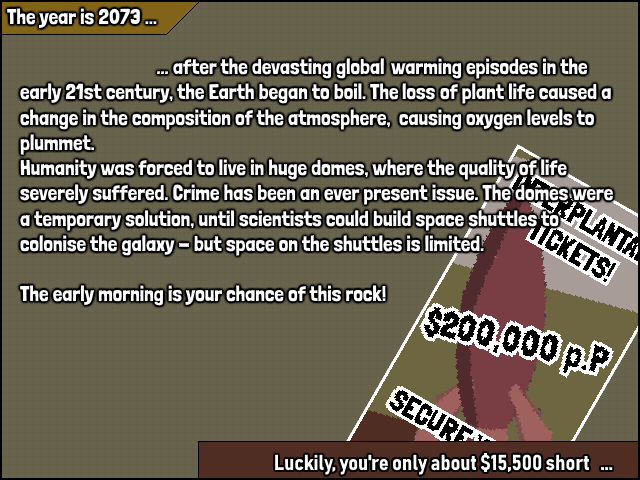 The year is 2073 ...
... after the devasting global warming episodes in the
early 21st century, the Earth began to boil. The loss of plant life caused a
change in the composition of the atmosphere, causing oxygen levels to
plummet.
Humanity was forced to live in huge domes, where the quality of life
severely suffered. Crime has been an ever present issue. The domes were
a temporary solution, until scientists could build space shuttles to
colonise the galaxy – but space on the shuttles is limited.
The early morning is your chance of this rock!
TICKETS!
$200,000 p.P
SECURE
Luckily, you're only about $15,500 short ...